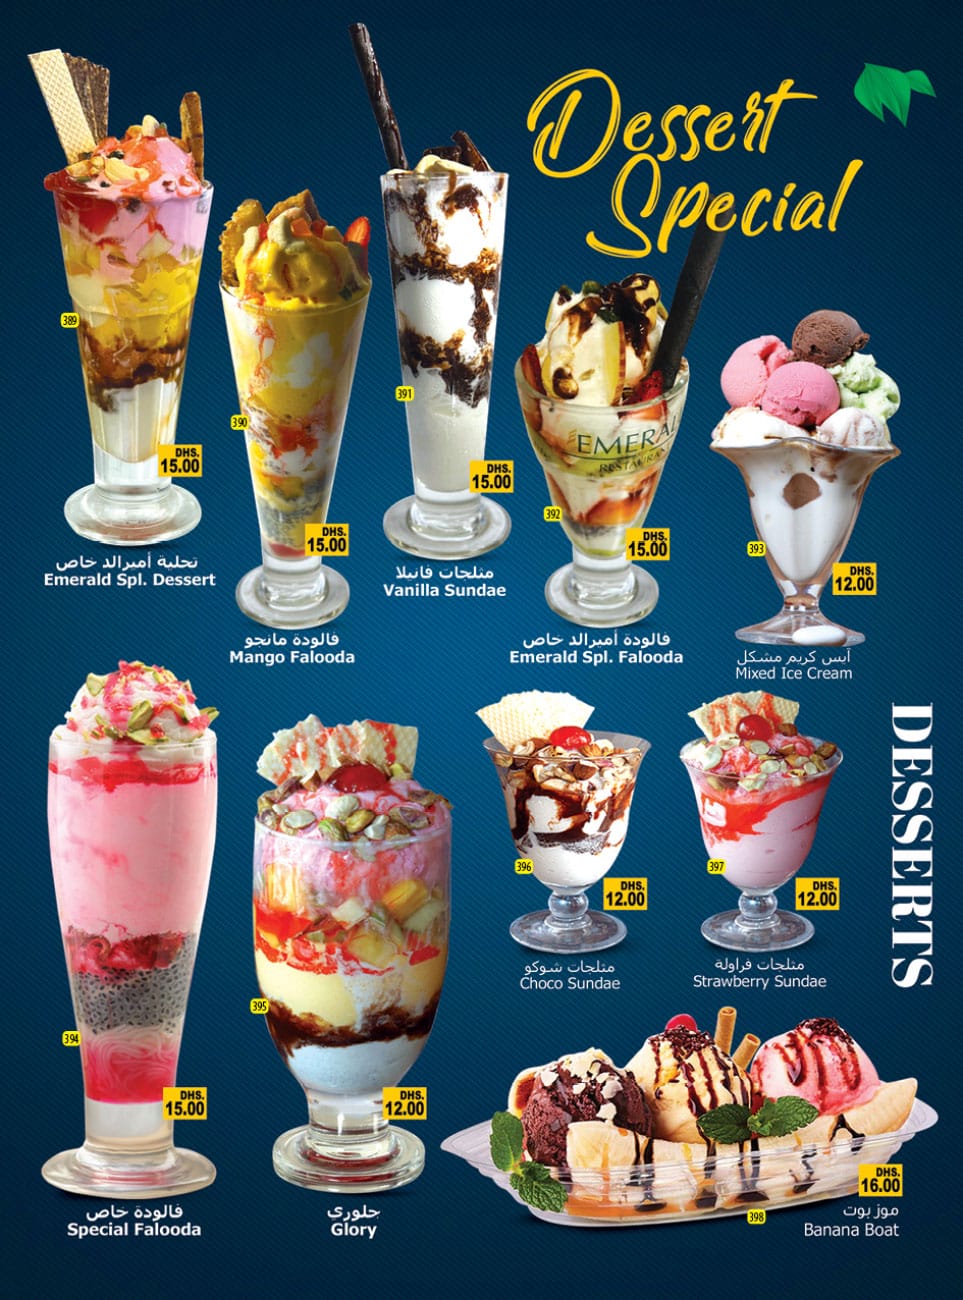 Dessert
Special
389
DHS.
15.00
تحلية أميرالد خاص
Emerald Spl. Dessert
390
DHS.
15.00
فالودة مانجو
Mango Falooda
391
DHS.
15.00
مثلجات فانيلا
Vanilla Sundae
EMERAL
RESTAURAN
392
DHS.
15.00
فالودة أميرالد خاص
Emerald Spl. Falooda
393
DHS.
12.00
آيس كريم مشكل
Mixed Ice Cream
394
DHS.
15.00
فالودة خاص
Special Falooda
395
DHS.
12.00
جلوري
Glory
396
DHS.
12.00
مثلجات شوكو
Choco Sundae
397
DHS.
12.00
مثلجات فراولة
Strawberry Sundae
398
DHS.
16.00
موز بوت
Banana Boat
DESSERTS